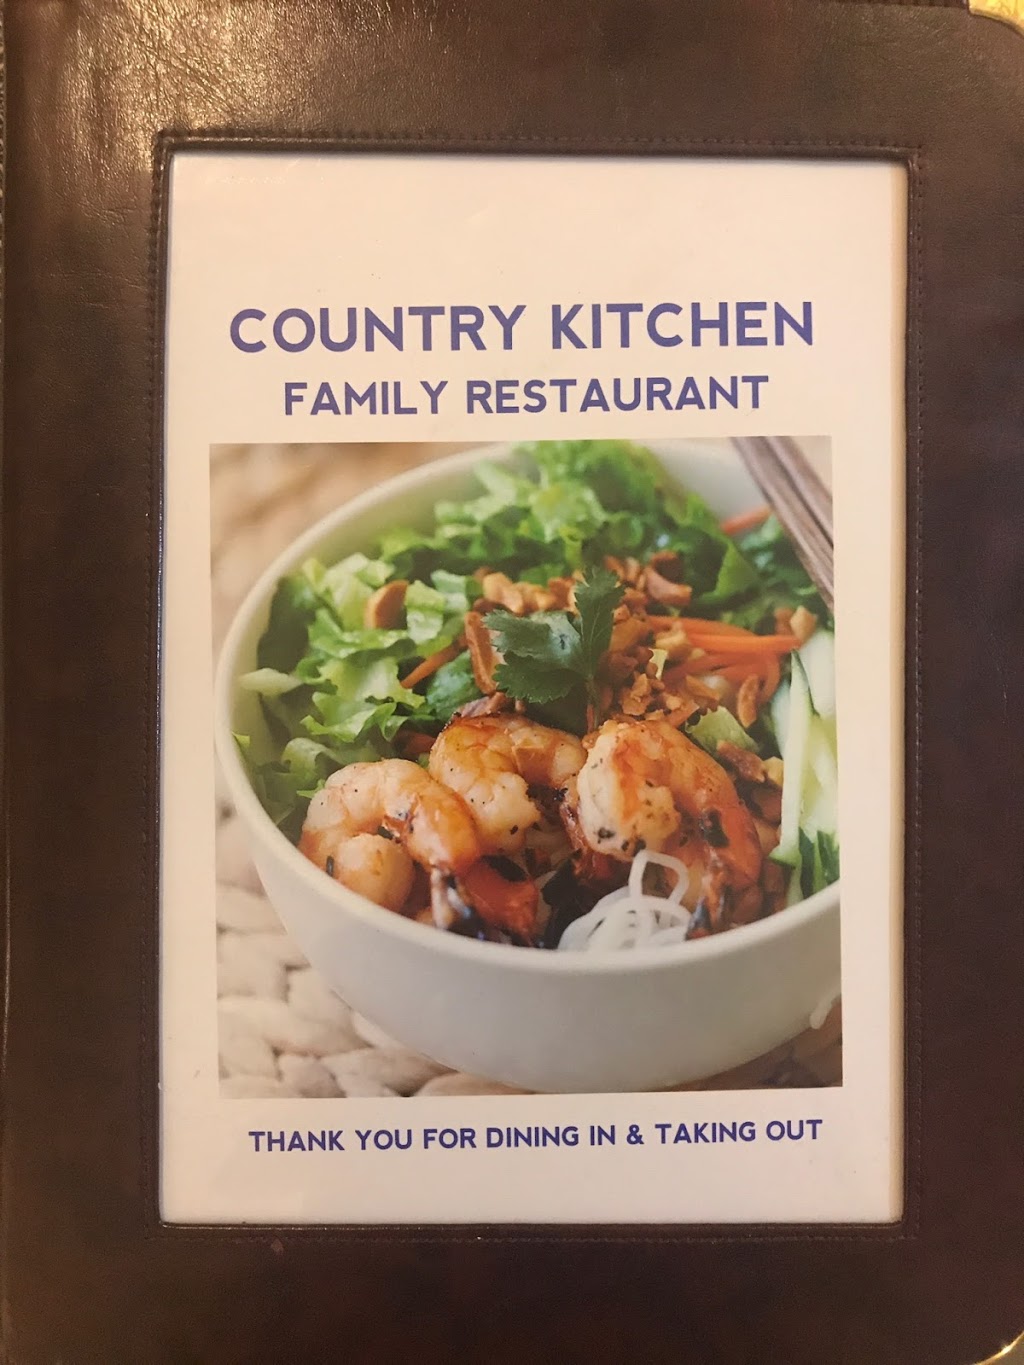 COUNTRY KITCHEN
FAMILY RESTAURANT
THANK YOU FOR DINING IN & TAKING OUT